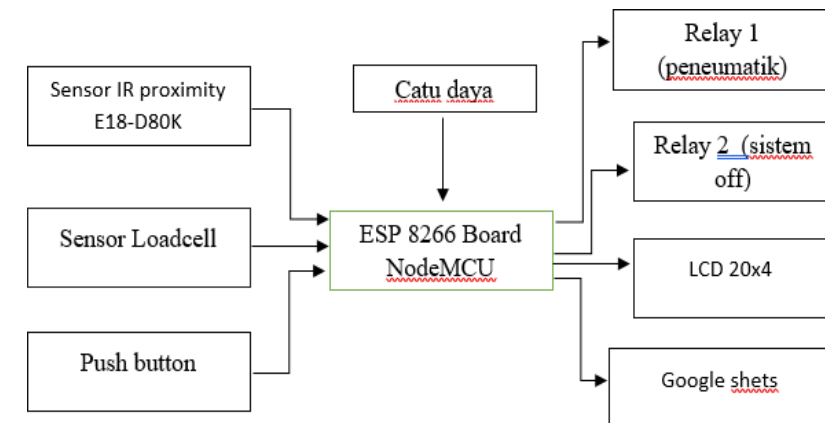 Sensor IR proximity
E18-D80K
Sensor Loadcell
Push button
Catu daya
ESP 8266 Board
NodeMCU
Relay 1
(peneumatik)
Relay 2 (sistem
off)
LCD 20x4
Google shets